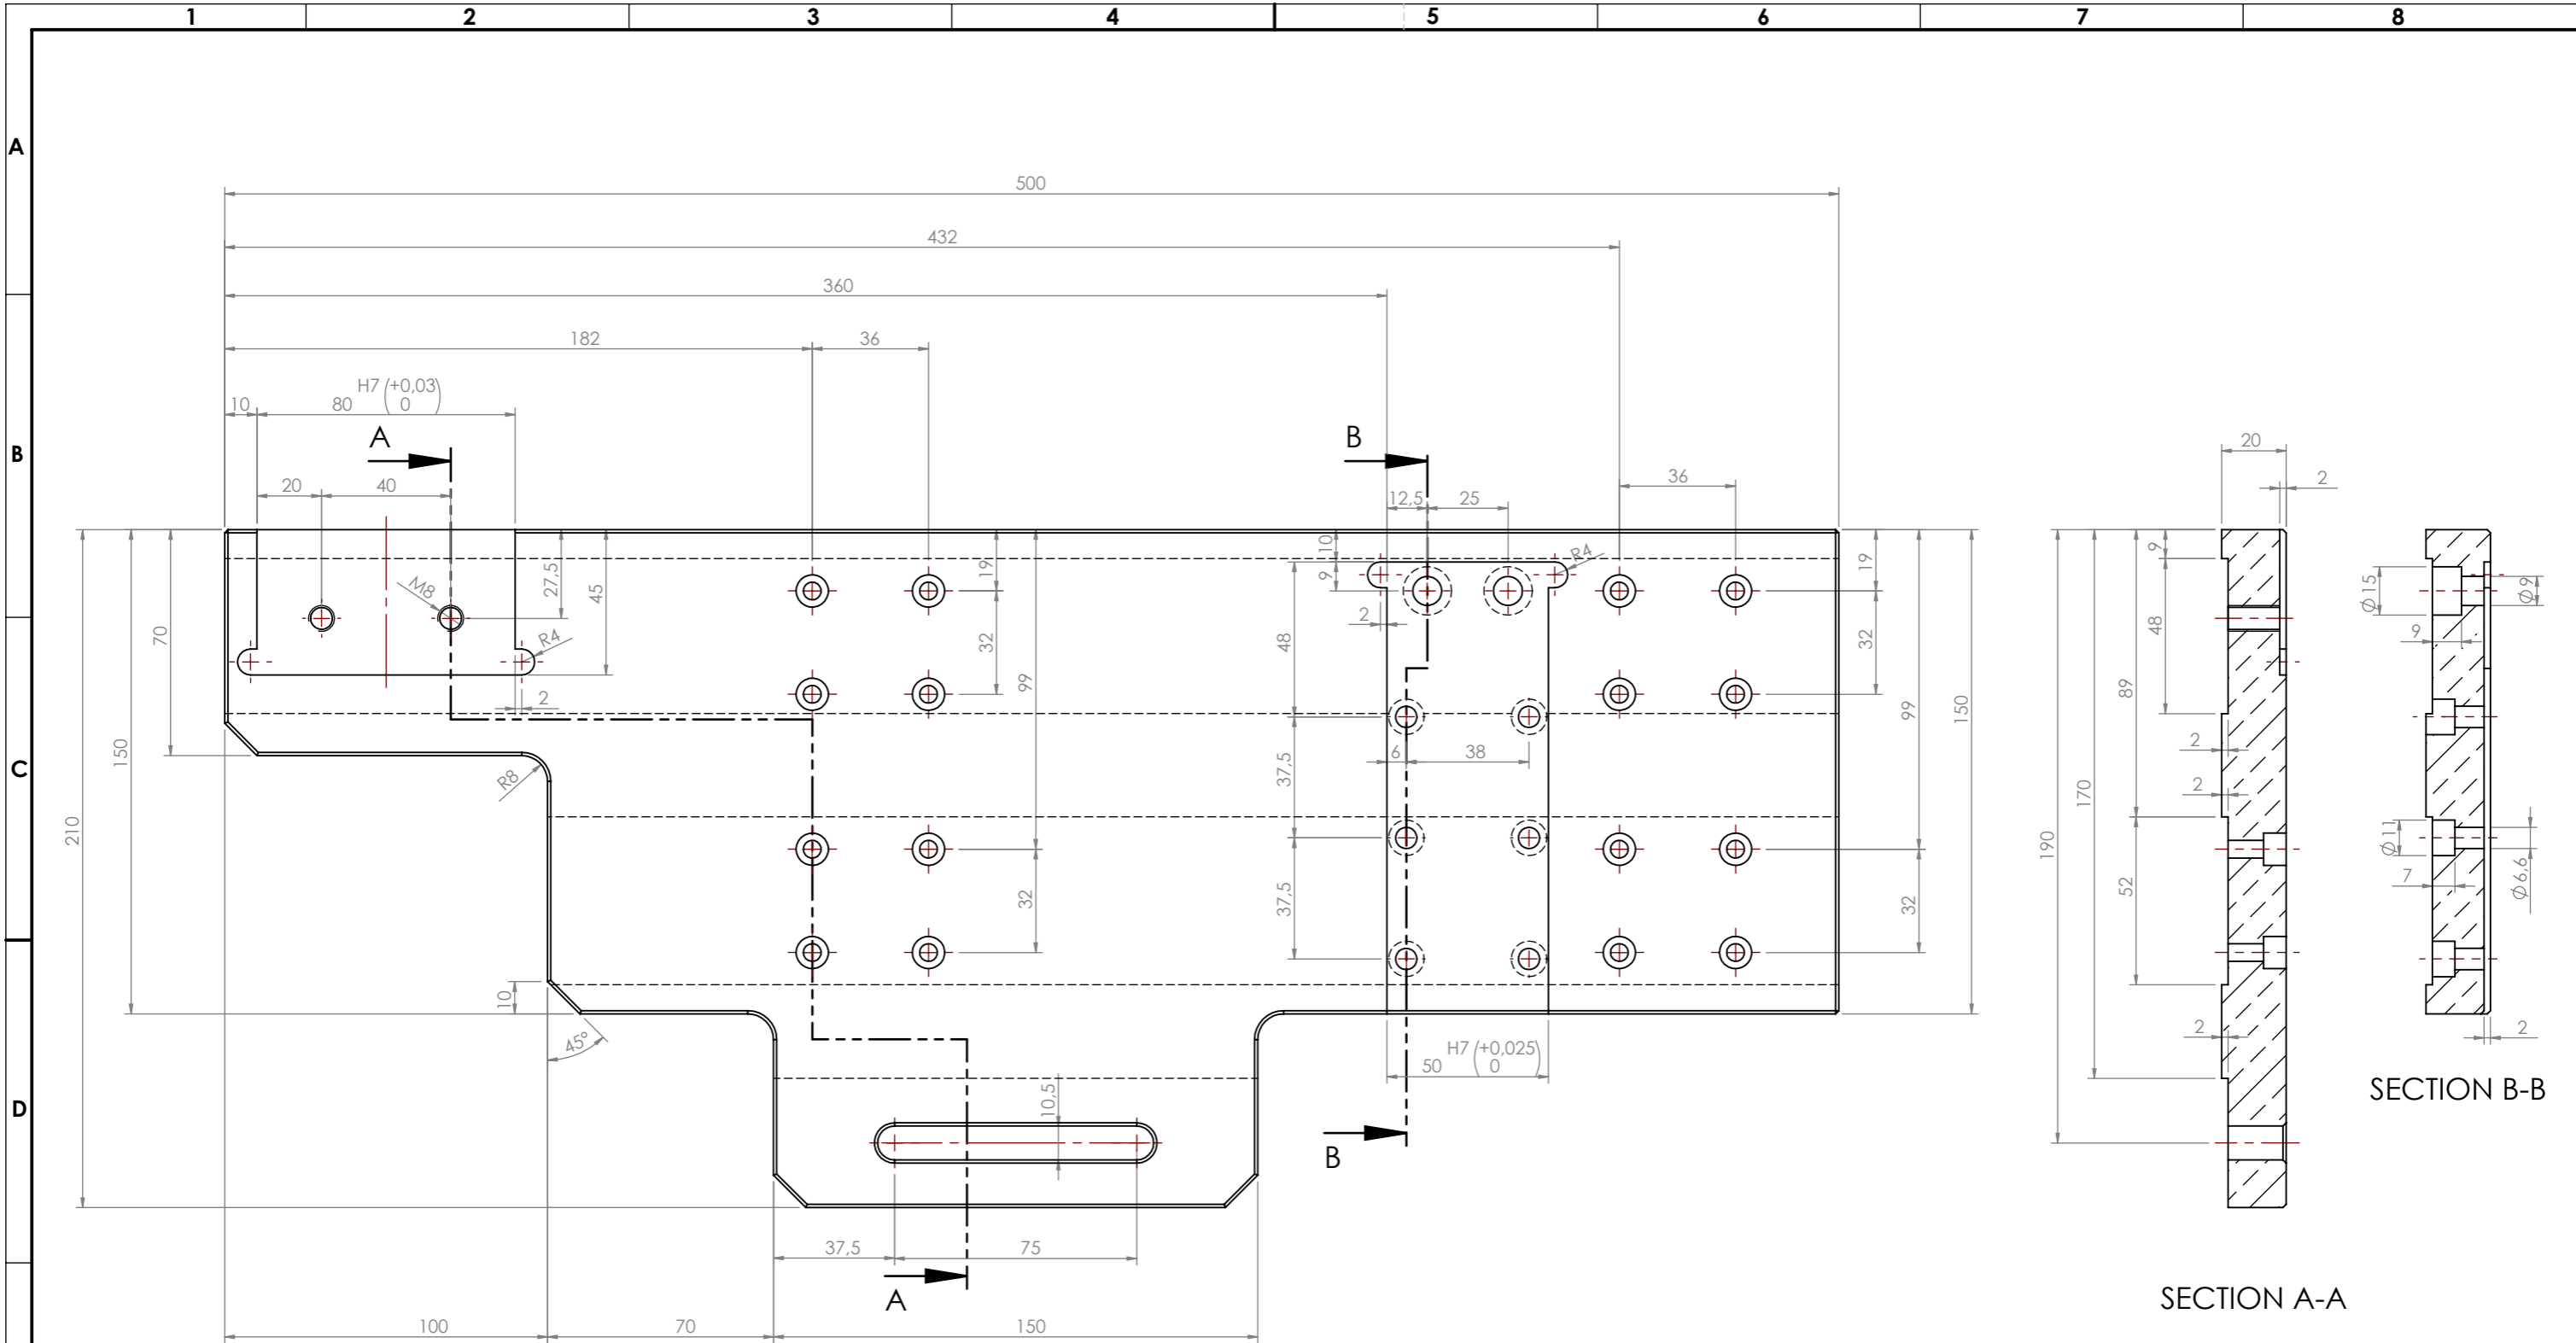 1 2 3 4 5 6 7 8
A
B
C
D
500
432
360
182 36
H7 (+0,03
0)
10 80
A
B
20 40
12,5 25
36
20
2
70
150
210
27,5
45
M8
R4
2
19
32
99
32
10
9
R4
2
48
37,5
37,5
6 38
19
32
99
32
150
R8
10
45°
10,5
H7 (+0,025
0)
50
B
37,5 75
A
100 70 150
9
48
89
2
2
170
190
52
2
Ø15
Ø9
9
Ø11
7
Ø6,6
2
SECTION B-B
SECTION A-A